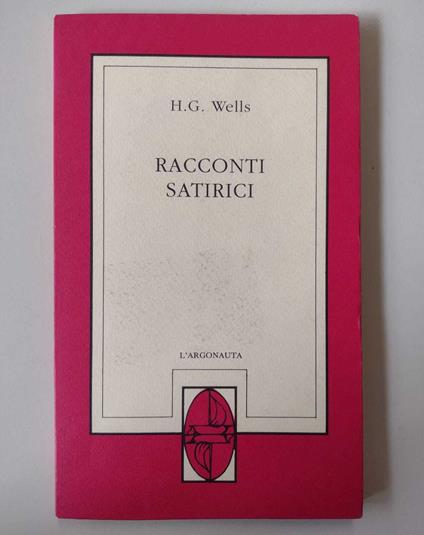 H.G. Wells
RACCONTI
SATIRICI
L'ARGONAUTA